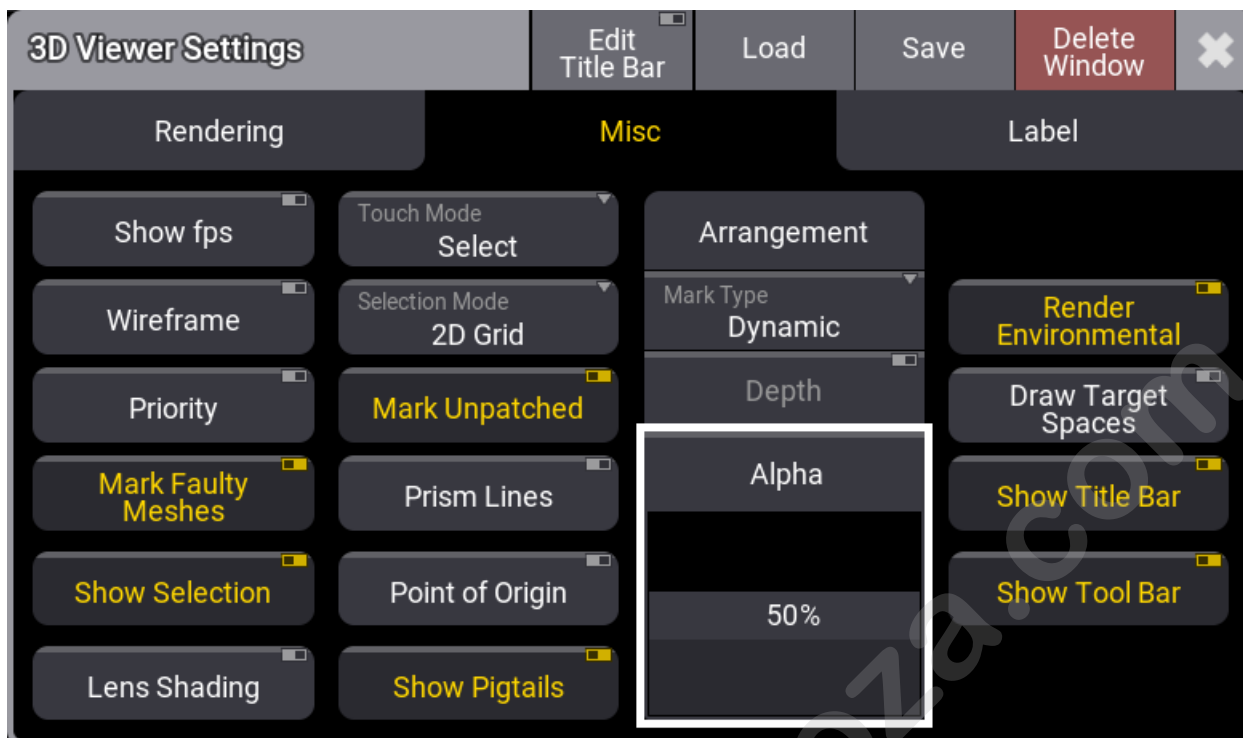 3D Viewer Settings
Edit
Title Bar
Load
Save
Delete
Window
Rendering
Misc
Label
Show fps
Touch Mode
Select
Arrangement
Wireframe
Selection Mode
2D Grid
Mark Type
Dynamic
Render
Environmental
Priority
Mark Unpatched
Depth
Draw Target
Spaces
Mark Faulty
Meshes
Prism Lines
Alpha
Show Title Bar
Show Selection
Point of Origin
50%
Show Tool Bar
Lens Shading
Show Pigtails
oza.com